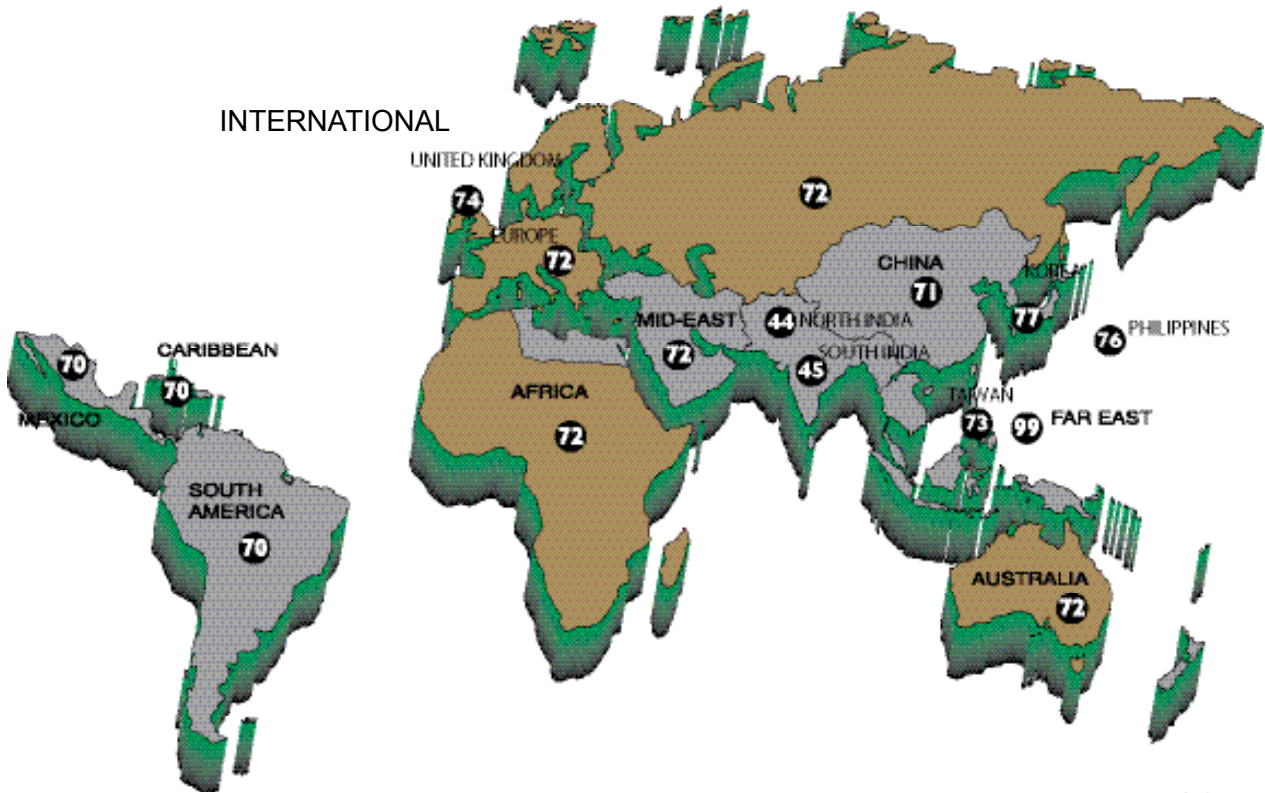 INTERNATIONAL
UNITED KINGDOM
74
72
EUROPE
72
CHINA
KOREA
71
MID-EAST
44 NORTH INDIA
77
76 PHILIPPINES
72
SOUTH INDIA
45
CARIBBEAN
70
70
MEXICO
AFRICA
72
TAIWAN
73
99 FAR EAST
SOUTH
AMERICA
70
AUSTRALIA
72